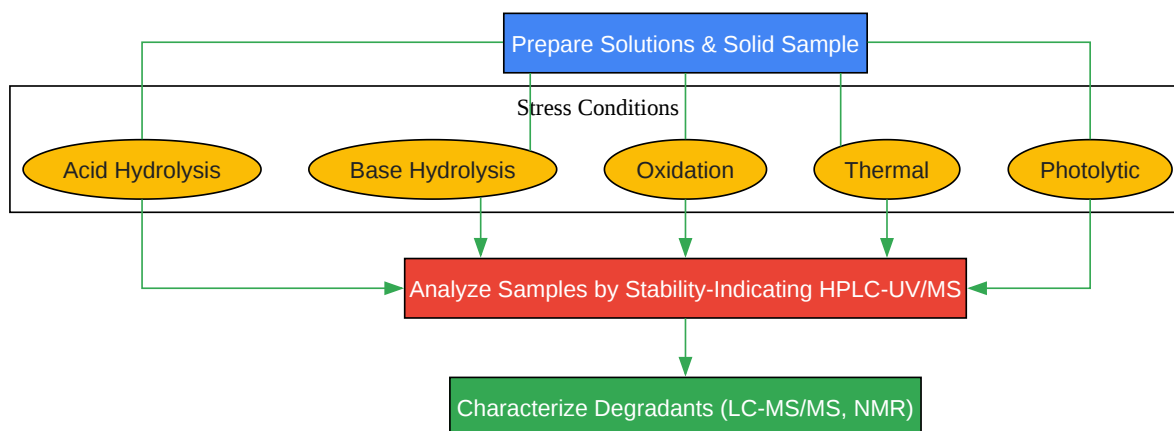 Prepare Solutions & Solid Sample
Stress Conditions
Acid Hydrolysis
Base Hydrolysis
Oxidation
Thermal
Photolytic
Analyze Samples by Stability-Indicating HPLC-UV/MS
Characterize Degradants (LC-MS/MS, NMR)